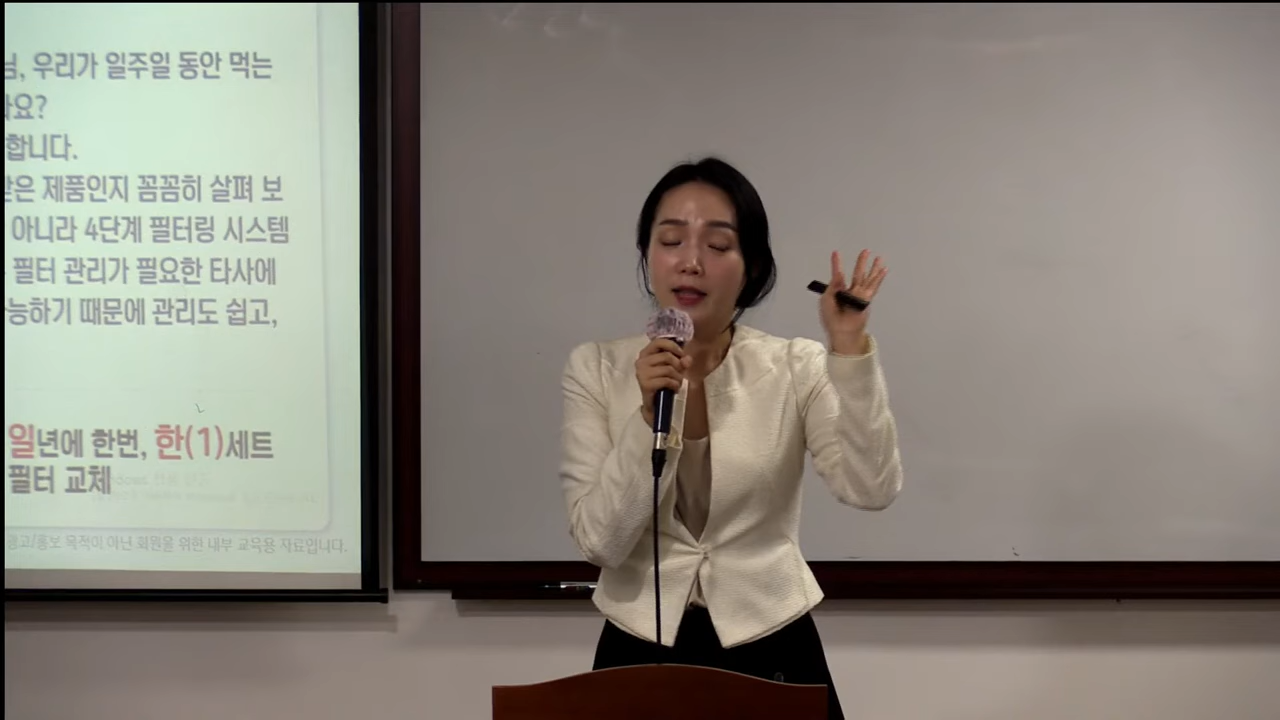 님, 우리가 일주일 동안 먹는
요?
합니다.
받은 제품인지 꼼꼼히 살펴 보
아니라 4단계 필터링 시스템
필터 관리가 필요한 타사에
능하기 때문에 관리도 쉽고,
일년에 한번, 한(1)세트
필터 교체
광고/홍보 목적이 아닌 회원을 위한 내부 교육용 자료입니다.